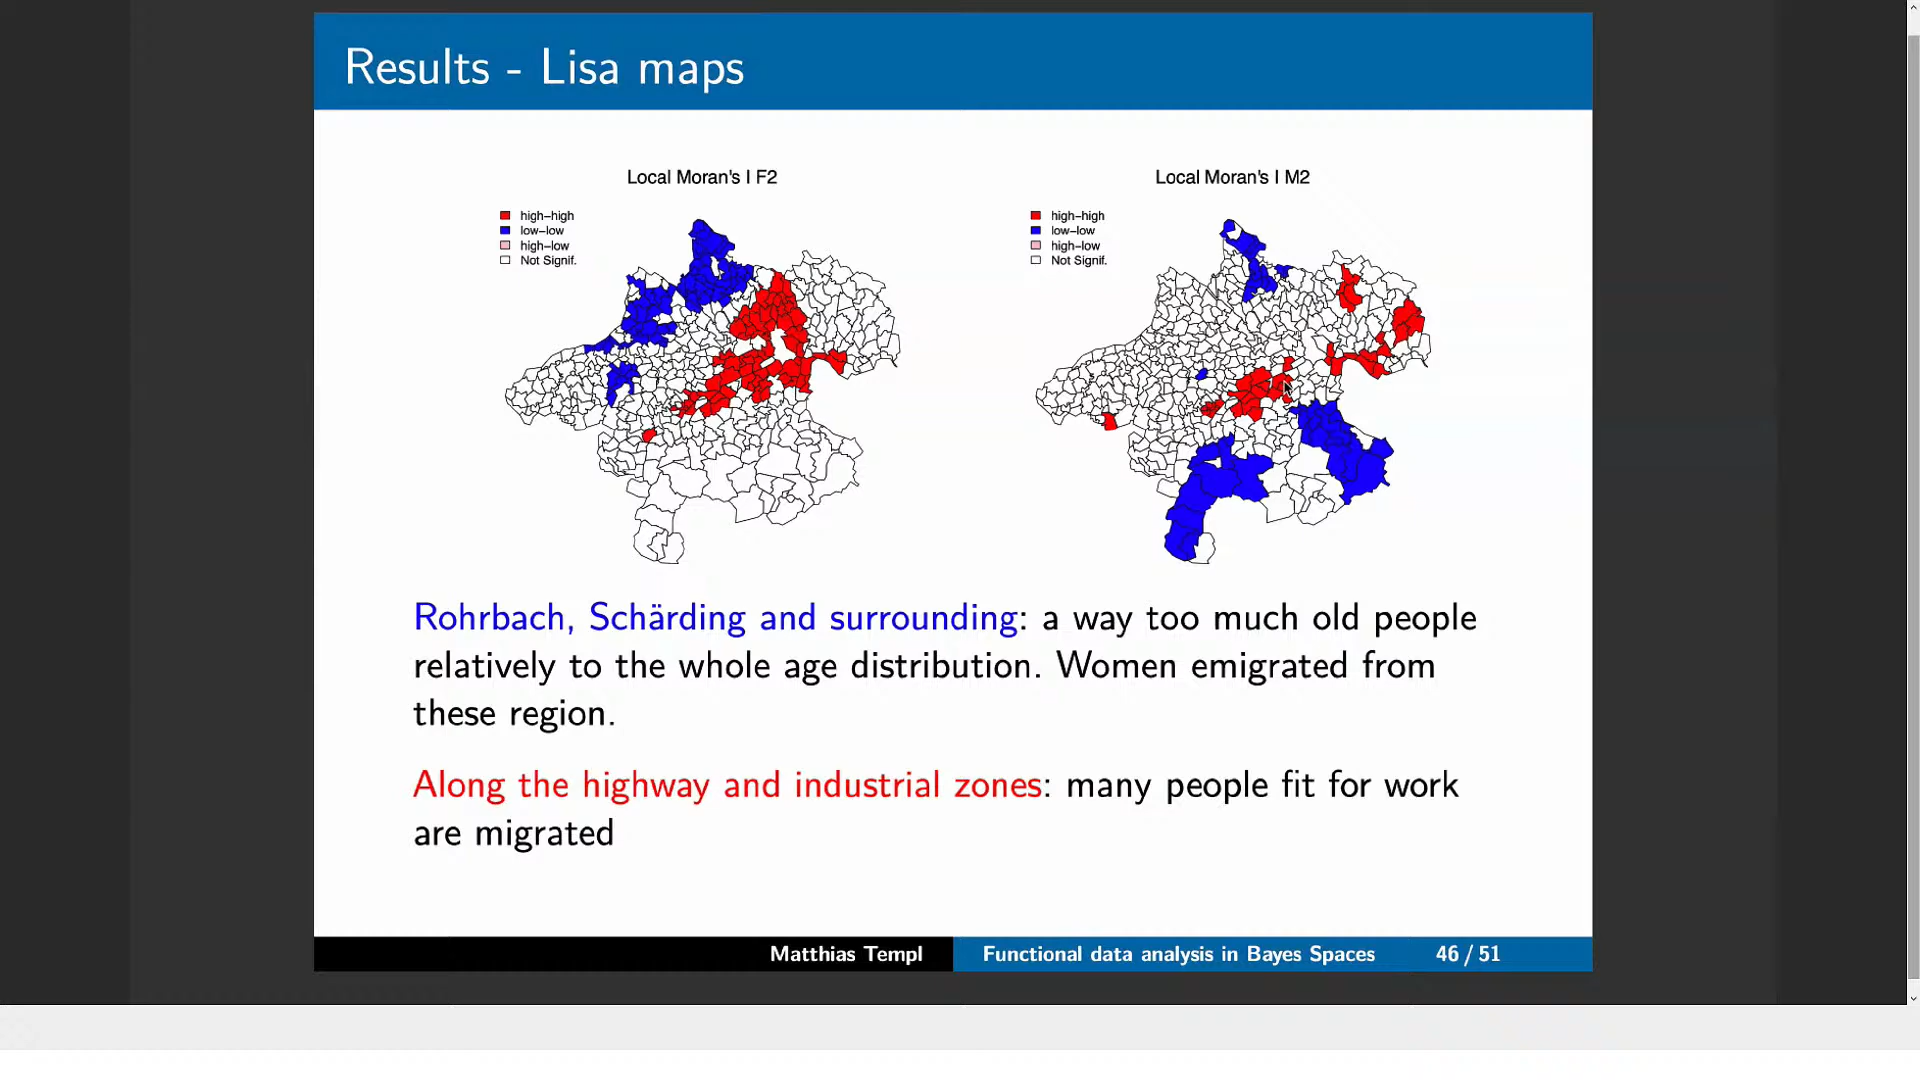 Results - Lisa maps
Local Moran's I F2
high–high
low–low
high–low
Not Signif.
Local Moran's I M2
high–high
low–low
high–low
Not Signif.
Rohrbach, Schärding and surrounding: a way too much old people
relatively to the whole age distribution. Women emigrated from
these region.
Along the highway and industrial zones: many people fit for work
are migrated
Matthias Templ
Functional data analysis in Bayes Spaces
46 / 51